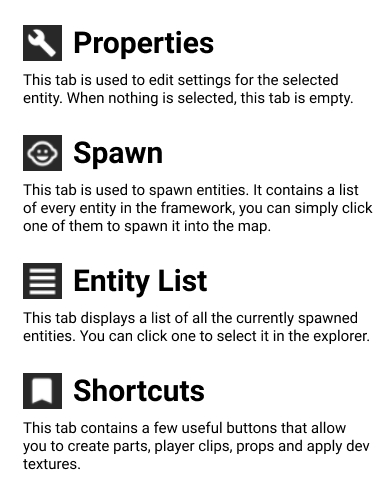 Properties
This tab is used to edit settings for the selected
entity. When nothing is selected, this tab is empty.
Spawn
This tab is used to spawn entities. It contains a list
of every entity in the framework, you can simply click
one of them to spawn it into the map.
Entity List
This tab displays a list of all the currently spawned
entities. You can click one to select it in the explorer.
Shortcuts
This tab contains a few useful buttons that allow
you to create parts, player clips, props and apply dev
textures.